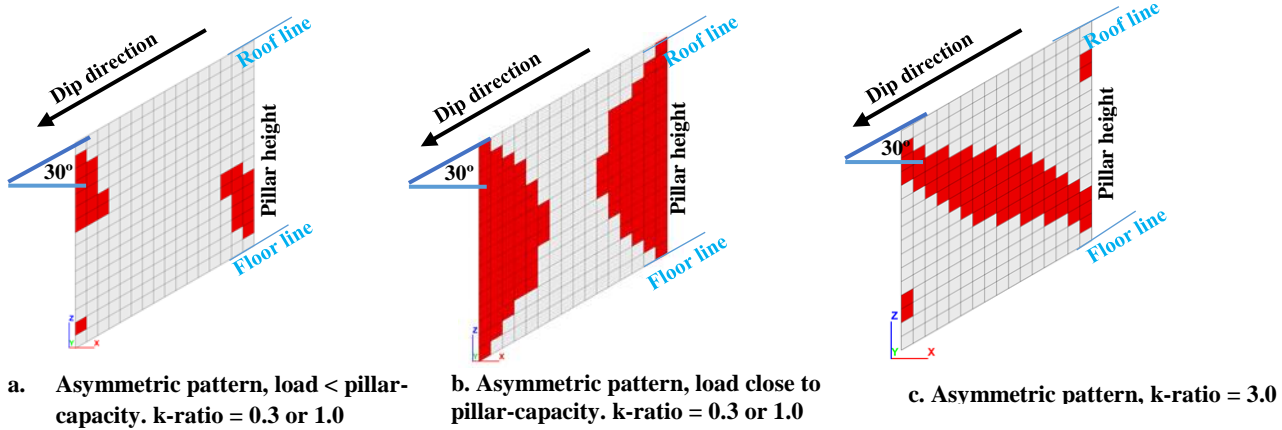 Dip direction
Roof line
30º
Pillar height
Floor line
Z
Y
X
a. Asymmetric pattern, load < pillar-
capacity. k-ratio = 0.3 or 1.0
Dip direction
Roof line
30º
Pillar height
Floor line
Z
Y
X
b. Asymmetric pattern, load close to
pillar-capacity. k-ratio = 0.3 or 1.0
Dip direction
Roof line
30º
Pillar height
Floor line
Z
Y
X
c. Asymmetric pattern, k-ratio = 3.0